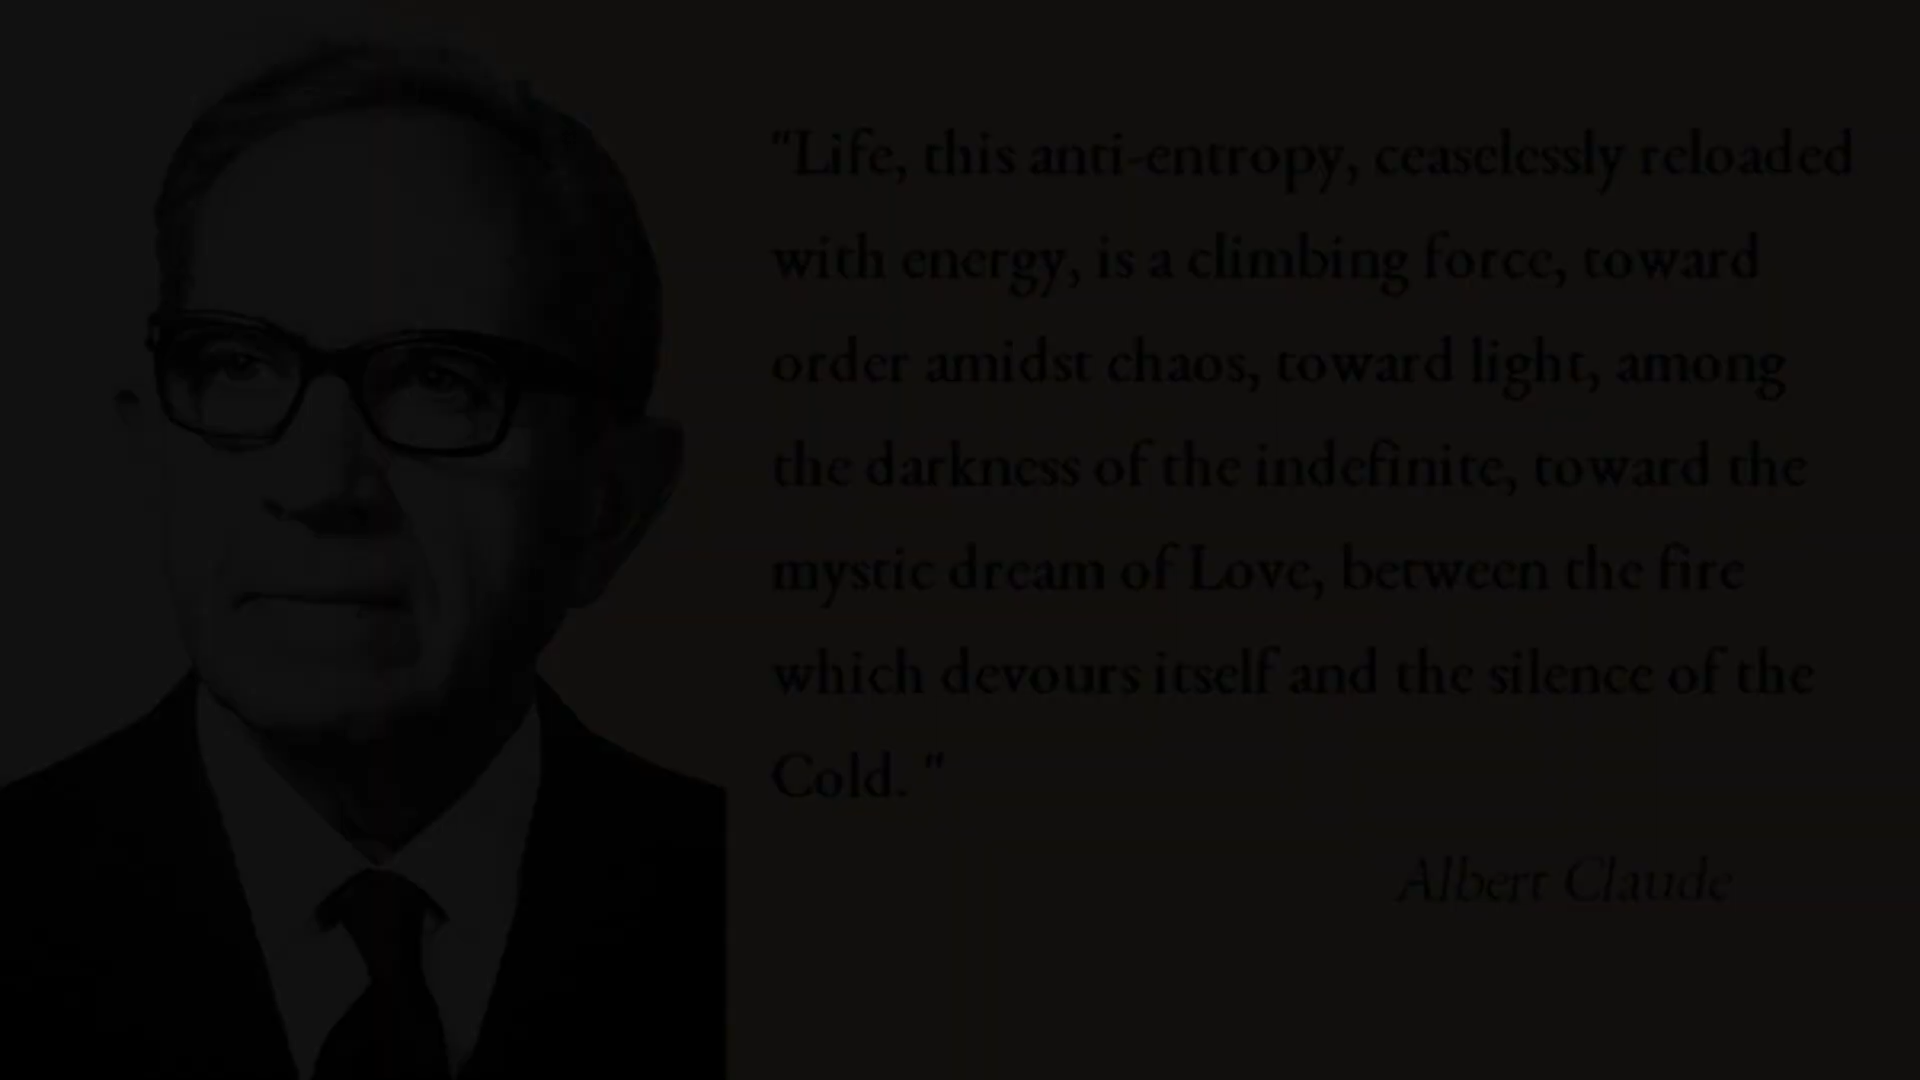 "Life, this anti-entropy, ceaselessly reloaded
with energy, is a climbing force, toward
order amidst chaos, toward light, among
the darkness of the indefinite, toward the
mystic dream of Love, between the fire
which devours itself and the silence of the
Cold. "
Albert Claude